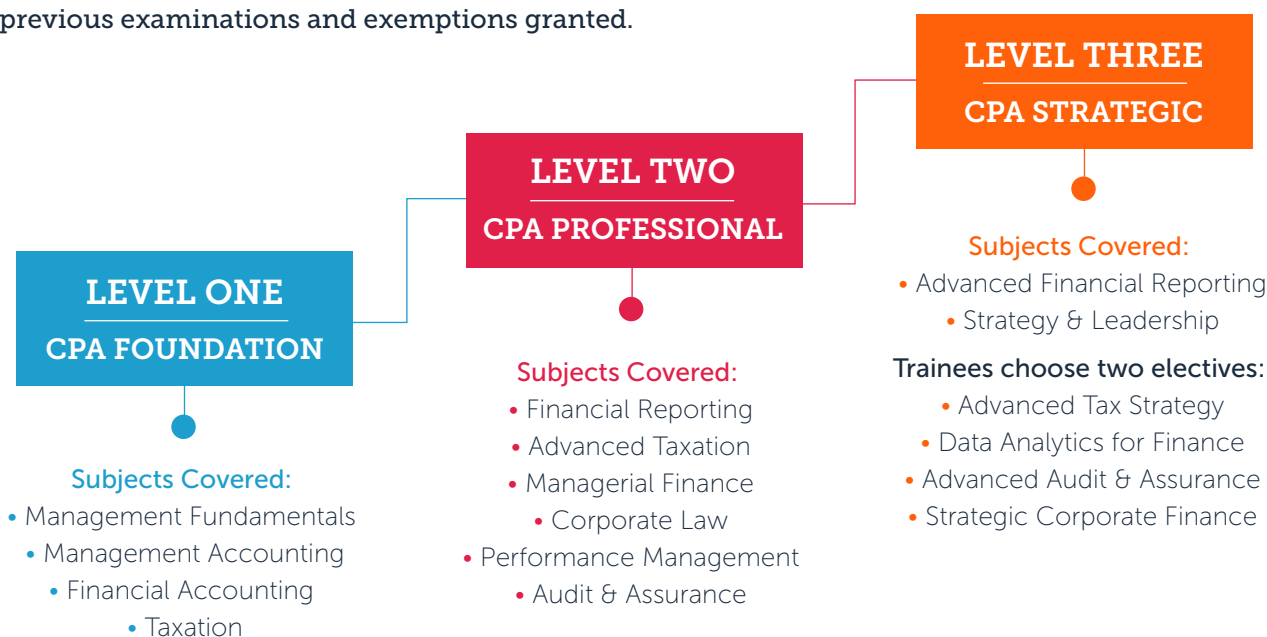 previous examinations and exemptions granted.
LEVEL ONE
CPA FOUNDATION
Subjects Covered:
• Management Fundamentals
• Management Accounting
• Financial Accounting
• Taxation
LEVEL TWO
CPA PROFESSIONAL
Subjects Covered:
• Financial Reporting
• Advanced Taxation
• Managerial Finance
• Corporate Law
• Performance Management
• Audit & Assurance
LEVEL THREE
CPA STRATEGIC
Subjects Covered:
• Advanced Financial Reporting
• Strategy & Leadership
Trainees choose two electives:
• Advanced Tax Strategy
• Data Analytics for Finance
• Advanced Audit & Assurance
• Strategic Corporate Finance